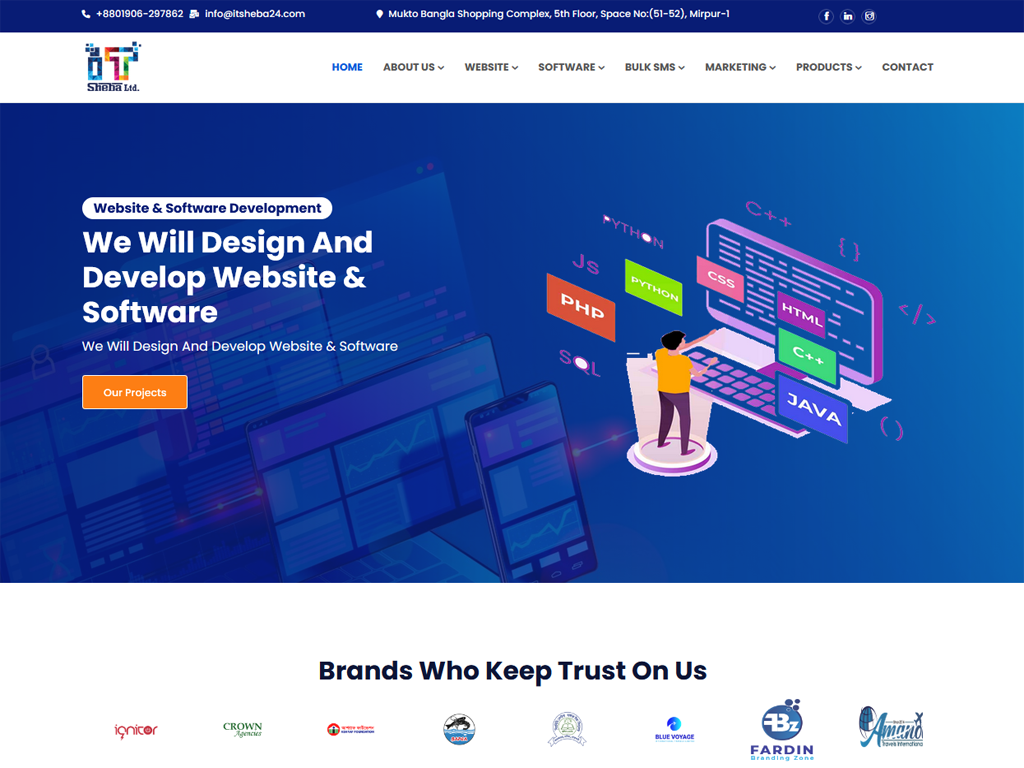 +8801906-297862 info@itsheba24.com Mukto Bangla Shopping Complex, 5th Floor, Space No:(51-52), Mirpur-1
IT
Sheba Ltd.
HOME ABOUT US WEBSITE SOFTWARE BULK SMS MARKETING PRODUCTS CONTACT
Website & Software Development
We Will Design And
Develop Website &
Software
We Will Design And Develop Website & Software
Our Projects
C++
PYTHON
{}
JS
CSS
PYTHON
PHP
HTML
</>
C++
SQL
JAVA
()
Brands Who Keep Trust On Us
ignitor
CROWN
Agencies
BLUE VOYAGE
FARDIN
Branding Zone
Amana
Travels International